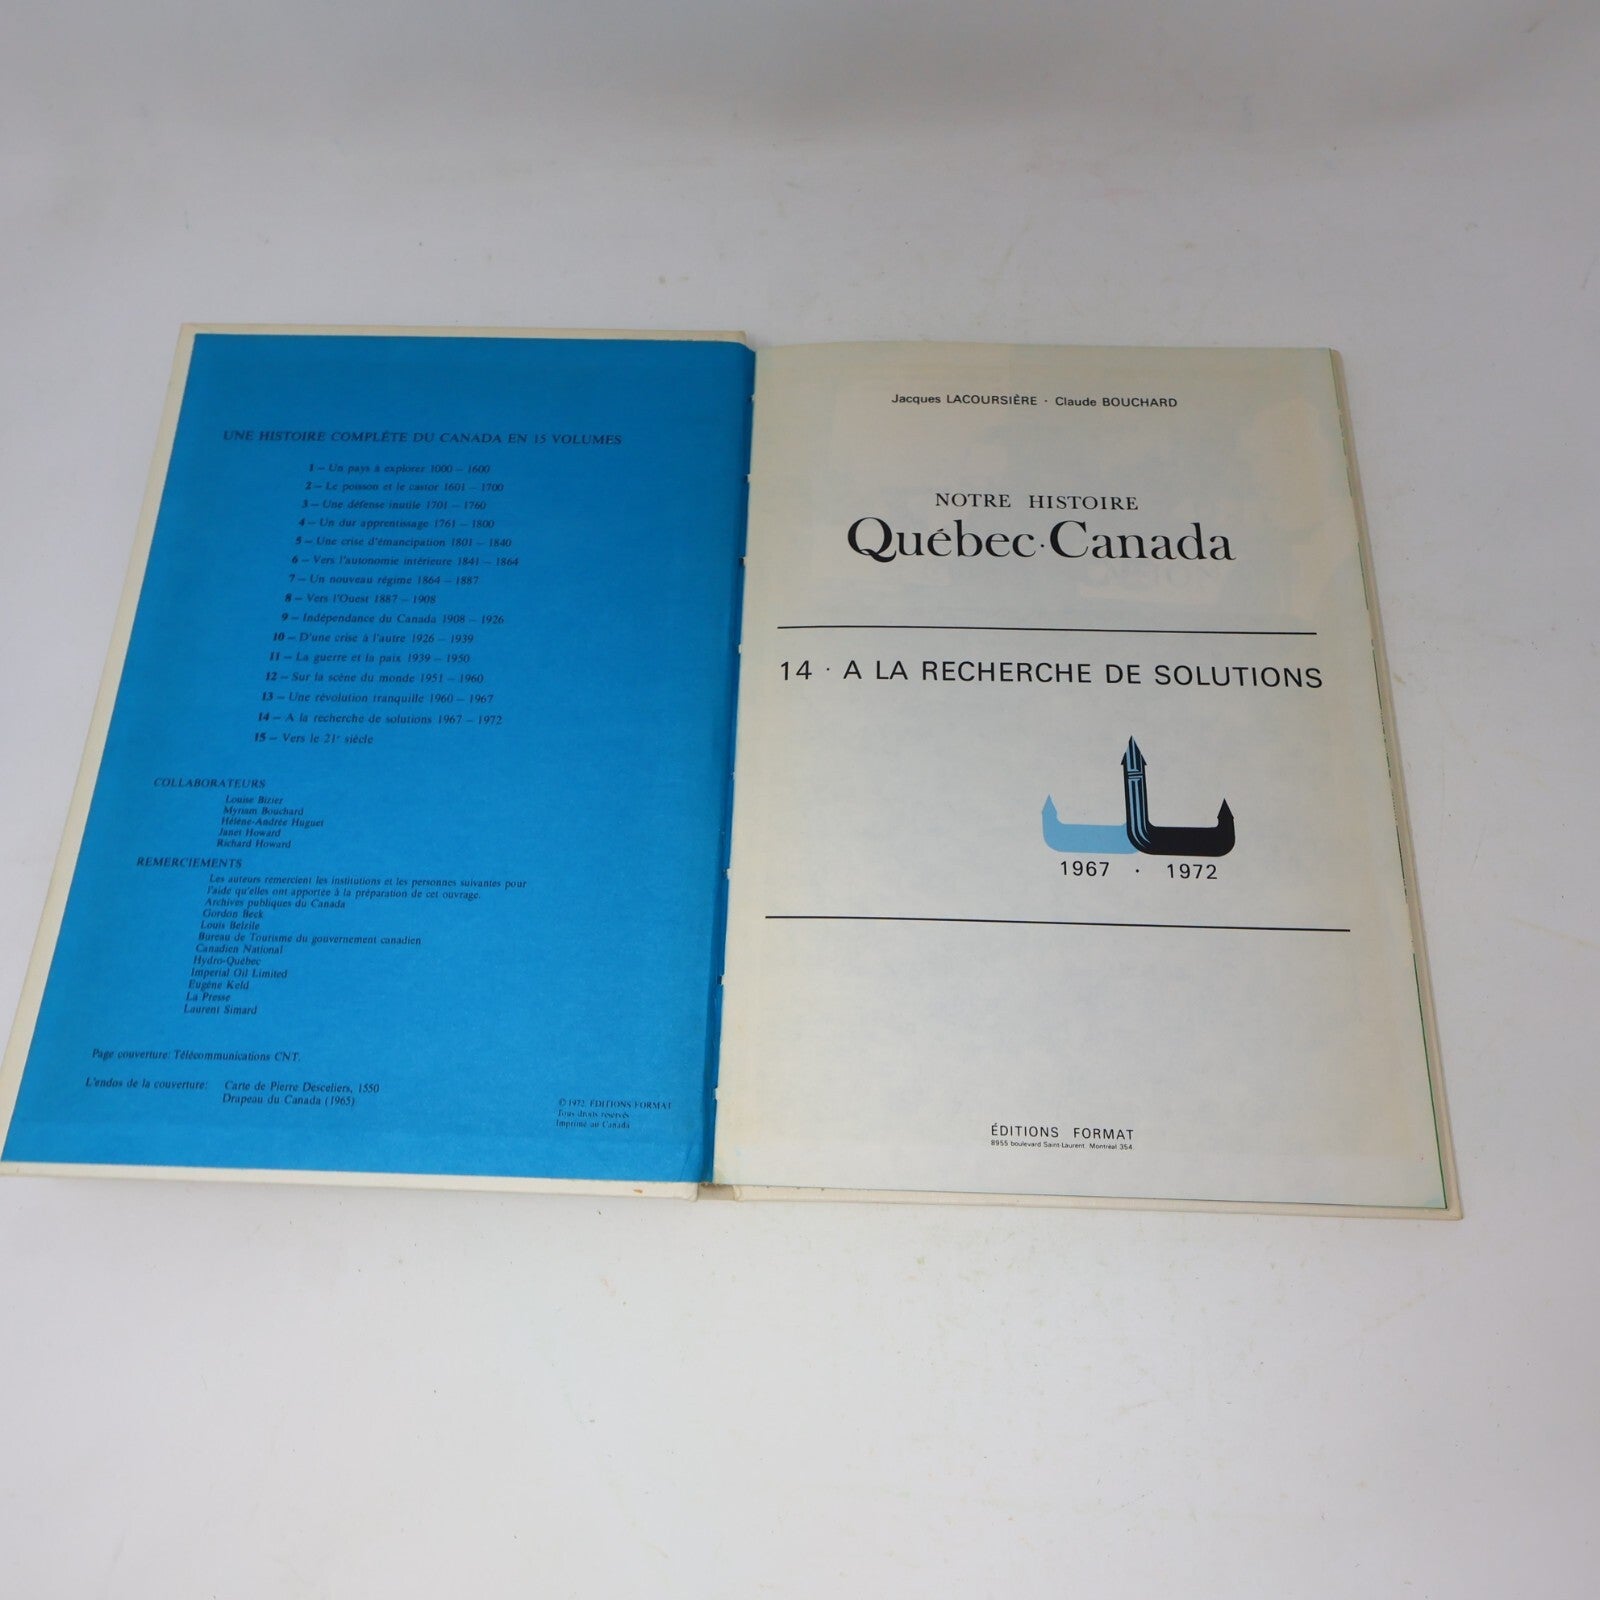 UNE HISTOIRE COMPLÈTE DU CANADA EN 15 VOLUMES
1 – Un pays à explorer 1000 – 1600
2 – Le poisson et le castor 1601 – 1700
3 – Une défense inutile 1701 – 1760
4 – Un dur apprentissage 1761 – 1800
5 – Une crise d'émancipation 1801 – 1840
6 – Vers l'autonomie intérieure 1841 – 1864
7 – Un nouveau régime 1864 – 1887
8 – Vers l'Ouest 1887 – 1908
9 – Indépendance du Canada 1908 – 1926
10 – D'une crise à l'autre 1926 – 1939
11 – La guerre et la paix 1939 – 1950
12 – Sur la scène du monde 1951 – 1960
13 – Une révolution tranquille 1960 – 1967
14 – A la recherche de solutions 1967 – 1972
15 – Vers le 21e siècle
COLLABORATEURS
Louise Bizier
Myriam Bouchard
Hélène-Andrée Huguet
Janet Howard
Richard Howard
REMERCIEMENTS
Les auteurs remercient les institutions et les personnes suivantes pour
l'aide qu'elles ont apportée à la préparation de cet ouvrage.
Archives publiques du Canada
Gordon Beck
Louis Belzile
Bureau de Tourisme du gouvernement canadien
Canadien National
Hydro-Québec
Imperial Oil Limited
Eugène Keld
La Presse
Laurent Simard
Page couverture: Télécommunications CNT.
L'endos de la couverture: Carte de Pierre Desceliers, 1550
Drapeau du Canada (1965)
© 1972, ÉDITIONS FORMAT
Tous droits réservés
Imprimé au Canada
Jacques LACOURSIÈRE · Claude BOUCHARD
NOTRE HISTOIRE
Québec·Canada
14 · A LA RECHERCHE DE SOLUTIONS
1967 · 1972
ÉDITIONS FORMAT
8955 boulevard Saint-Laurent, Montréal 354